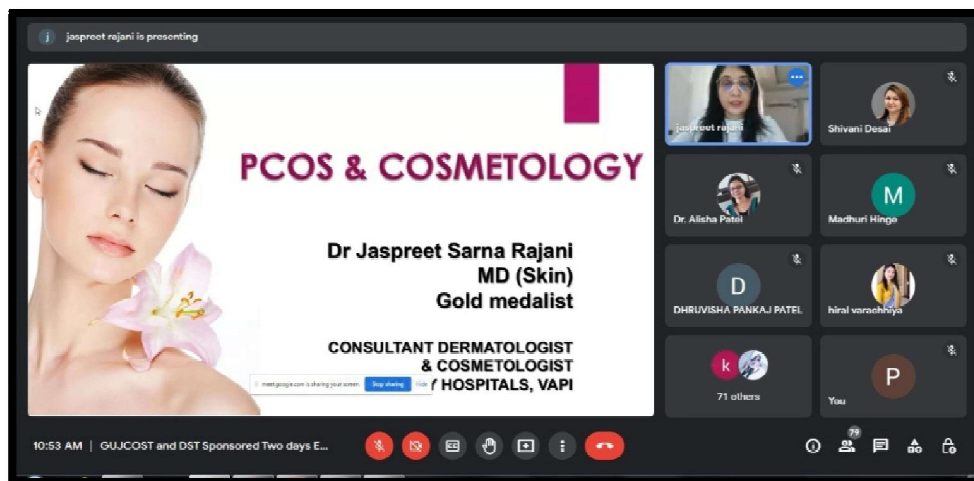 j jaspreet rajani is presenting
PCOS & COSMETOLOGY
Dr Jaspreet Sarna Rajani
MD (Skin)
Gold medalist
CONSULTANT DERMATOLOGIST
& COSMETOLOGIST
HOSPITALS, VAPI
meet.google.com is sharing your screen. Stop sharing Hide
jaspreet rajani
Shivani Desai
Dr. Alisha Patel
M
Madhuri Hinge
D
DHRUVISHA PANKAJ PATEL
hiral varachhiya
k
71 others
P
You
10:53 AM | GUJCOST and DST Sponsored Two days E...
CC
79